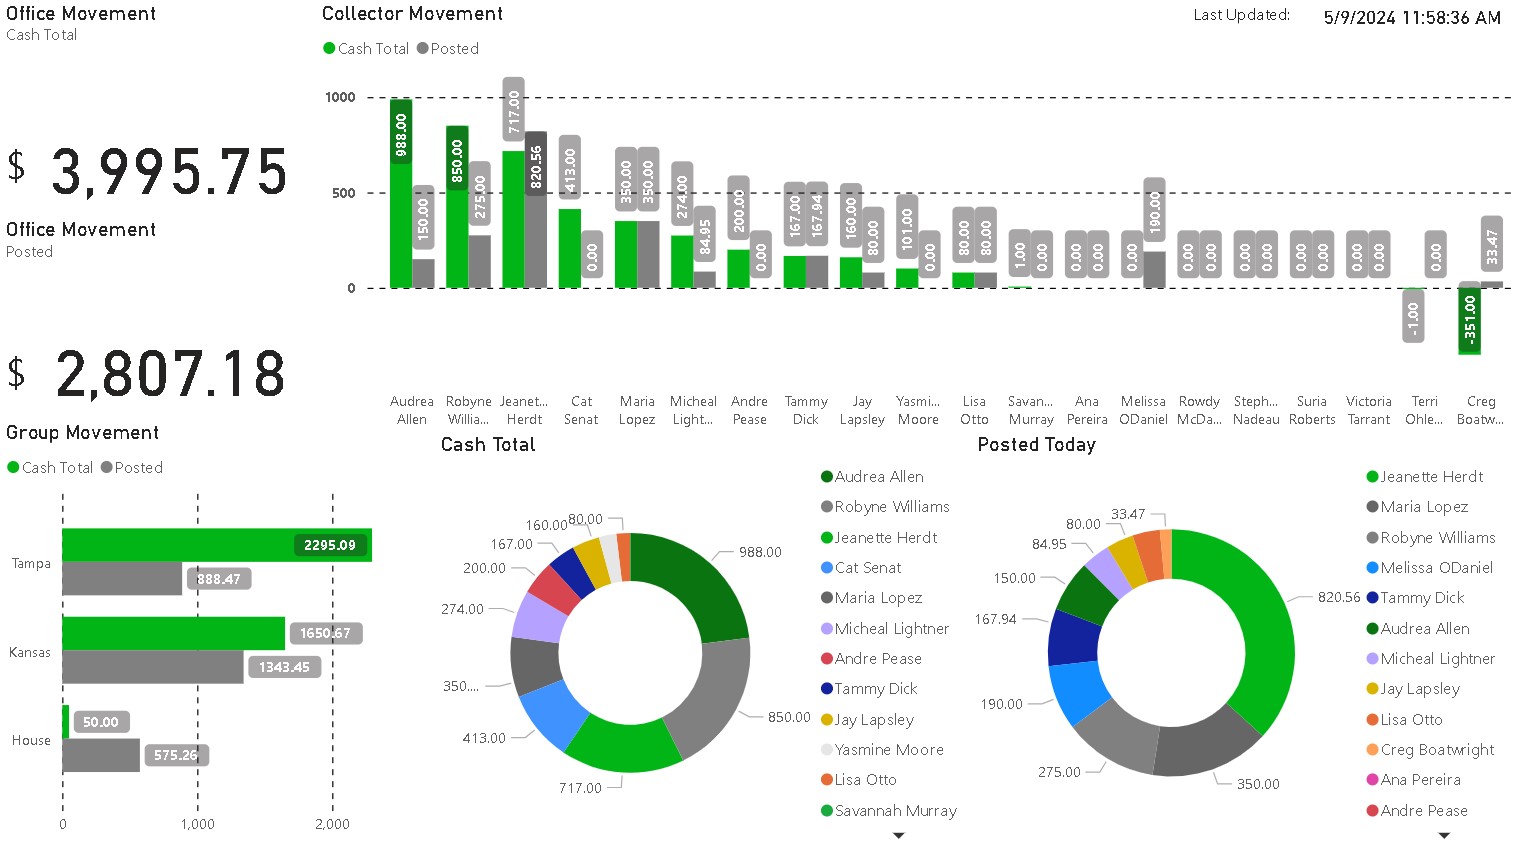 Office Movement
Cash Total
$ 3,995.75
Office Movement
Posted
$ 2,807.18
Collector Movement
Cash Total Posted
Last Updated: 5/9/2024 11:58:36 AM
1000
500
0
988.00 150.00 850.00 275.00 717.00 820.56 413.00 0.00 350.00 350.00 274.00 84.95 200.00 0.00 167.00 167.94 160.00 80.00 101.00 0.00 80.00 80.00 1.00 0.00 0.00 0.00 0.00 190.00 0.00 0.00 0.00 0.00 0.00 0.00 0.00 0.00 -1.00 0.00 -351.00 33.47
Audrea Allen
Robyne Willia...
Jeanet... Herdt
Cat Senat
Maria Lopez
Micheal Light...
Andre Pease
Tammy Dick
Jay Lapsley
Yasmi... Moore
Lisa Otto
Savan... Murray
Ana Pereira
Melissa ODaniel
Rowdy McDa...
Steph... Nadeau
Suria Roberts
Victoria Tarrant
Terri Ohle...
Creg Boatw...
Group Movement
Cash Total Posted
Tampa
2295.09
888.47
Kansas
1650.67
1343.45
House
50.00
575.26
0 1,000 2,000
Cash Total
988.00
850.00
717.00
413.00
350....
274.00
200.00
167.00
160.00
80.00
Audrea Allen
Robyne Williams
Jeanette Herdt
Cat Senat
Maria Lopez
Micheal Lightner
Andre Pease
Tammy Dick
Jay Lapsley
Yasmine Moore
Lisa Otto
Savannah Murray
Posted Today
820.56
350.00
275.00
190.00
167.94
150.00
84.95
80.00
33.47
Jeanette Herdt
Maria Lopez
Robyne Williams
Melissa ODaniel
Tammy Dick
Audrea Allen
Micheal Lightner
Jay Lapsley
Lisa Otto
Creg Boatwright
Ana Pereira
Andre Pease